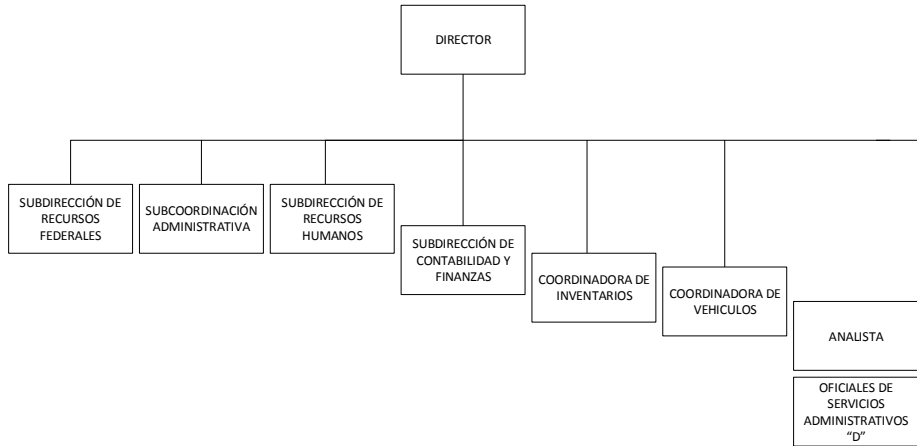 DIRECTOR
SUBDIRECCIÓN DE
RECURSOS
FEDERALES
SUBCOORDINACIÓN
ADMINISTRATIVA
SUBDIRECCIÓN DE
RECURSOS
HUMANOS
SUBDIRECCIÓN DE
CONTABILIDAD Y
FINANZAS
COORDINADORA DE
INVENTARIOS
COORDINADORA DE
VEHICULOS
ANALISTA
OFICIALES DE
SERVICIOS
ADMINISTRATIVOS
“D”